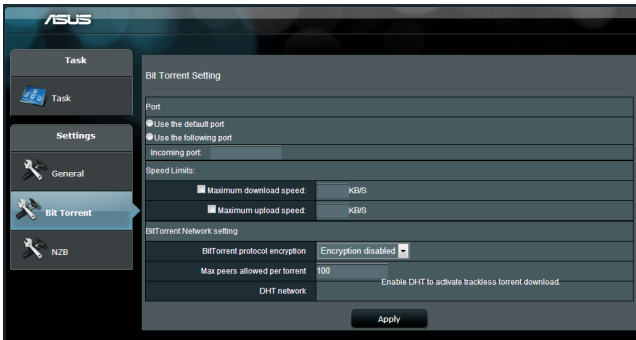 ASUS
Task
Task
Settings
General
Bit Torrent
NZB
Bit Torrent Setting
Port
Use the default port
Use the following port
Incoming port:
Speed Limits:
Maximum download speed: KB/S
Maximum upload speed: KB/S
BitTorrent Network setting
BitTorrent protocol encryption Encryption disabled
Max peers allowed per torrent 100
Enable DHT to activate trackless torrent download.
DHT network
Apply